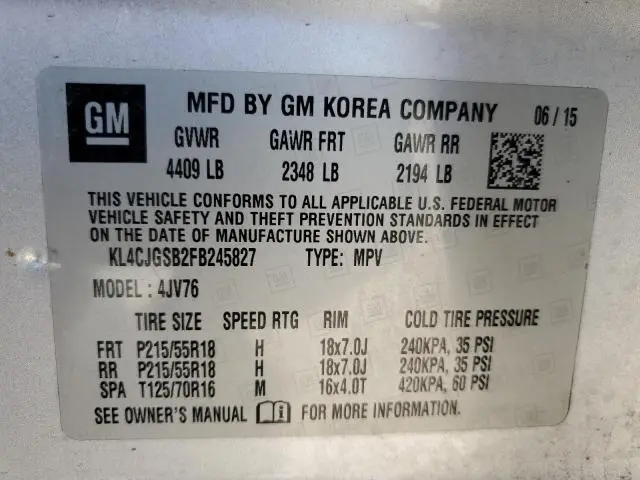 GM MFD BY GM KOREA COMPANY 06 / 15
GVWR GAWR FRT GAWR RR
4409 LB 2348 LB 2194 LB
THIS VEHICLE CONFORMS TO ALL APPLICABLE U.S. FEDERAL MOTOR
VEHICLE SAFETY AND THEFT PREVENTION STANDARDS IN EFFECT
ON THE DATE OF MANUFACTURE SHOWN ABOVE.
KL4CJGSB2FB245827 TYPE: MPV
MODEL: 4JV76
TIRE SIZE SPEED RTG RIM COLD TIRE PRESSURE
FRT P215/55R18 H 18x7.0J 240KPA, 35 PSI
RR P215/55R18 H 18x7.0J 240KPA, 35 PSI
SPA T125/70R16 M 16x4.0T 420KPA, 60 PSI
SEE OWNER'S MANUAL FOR MORE INFORMATION.